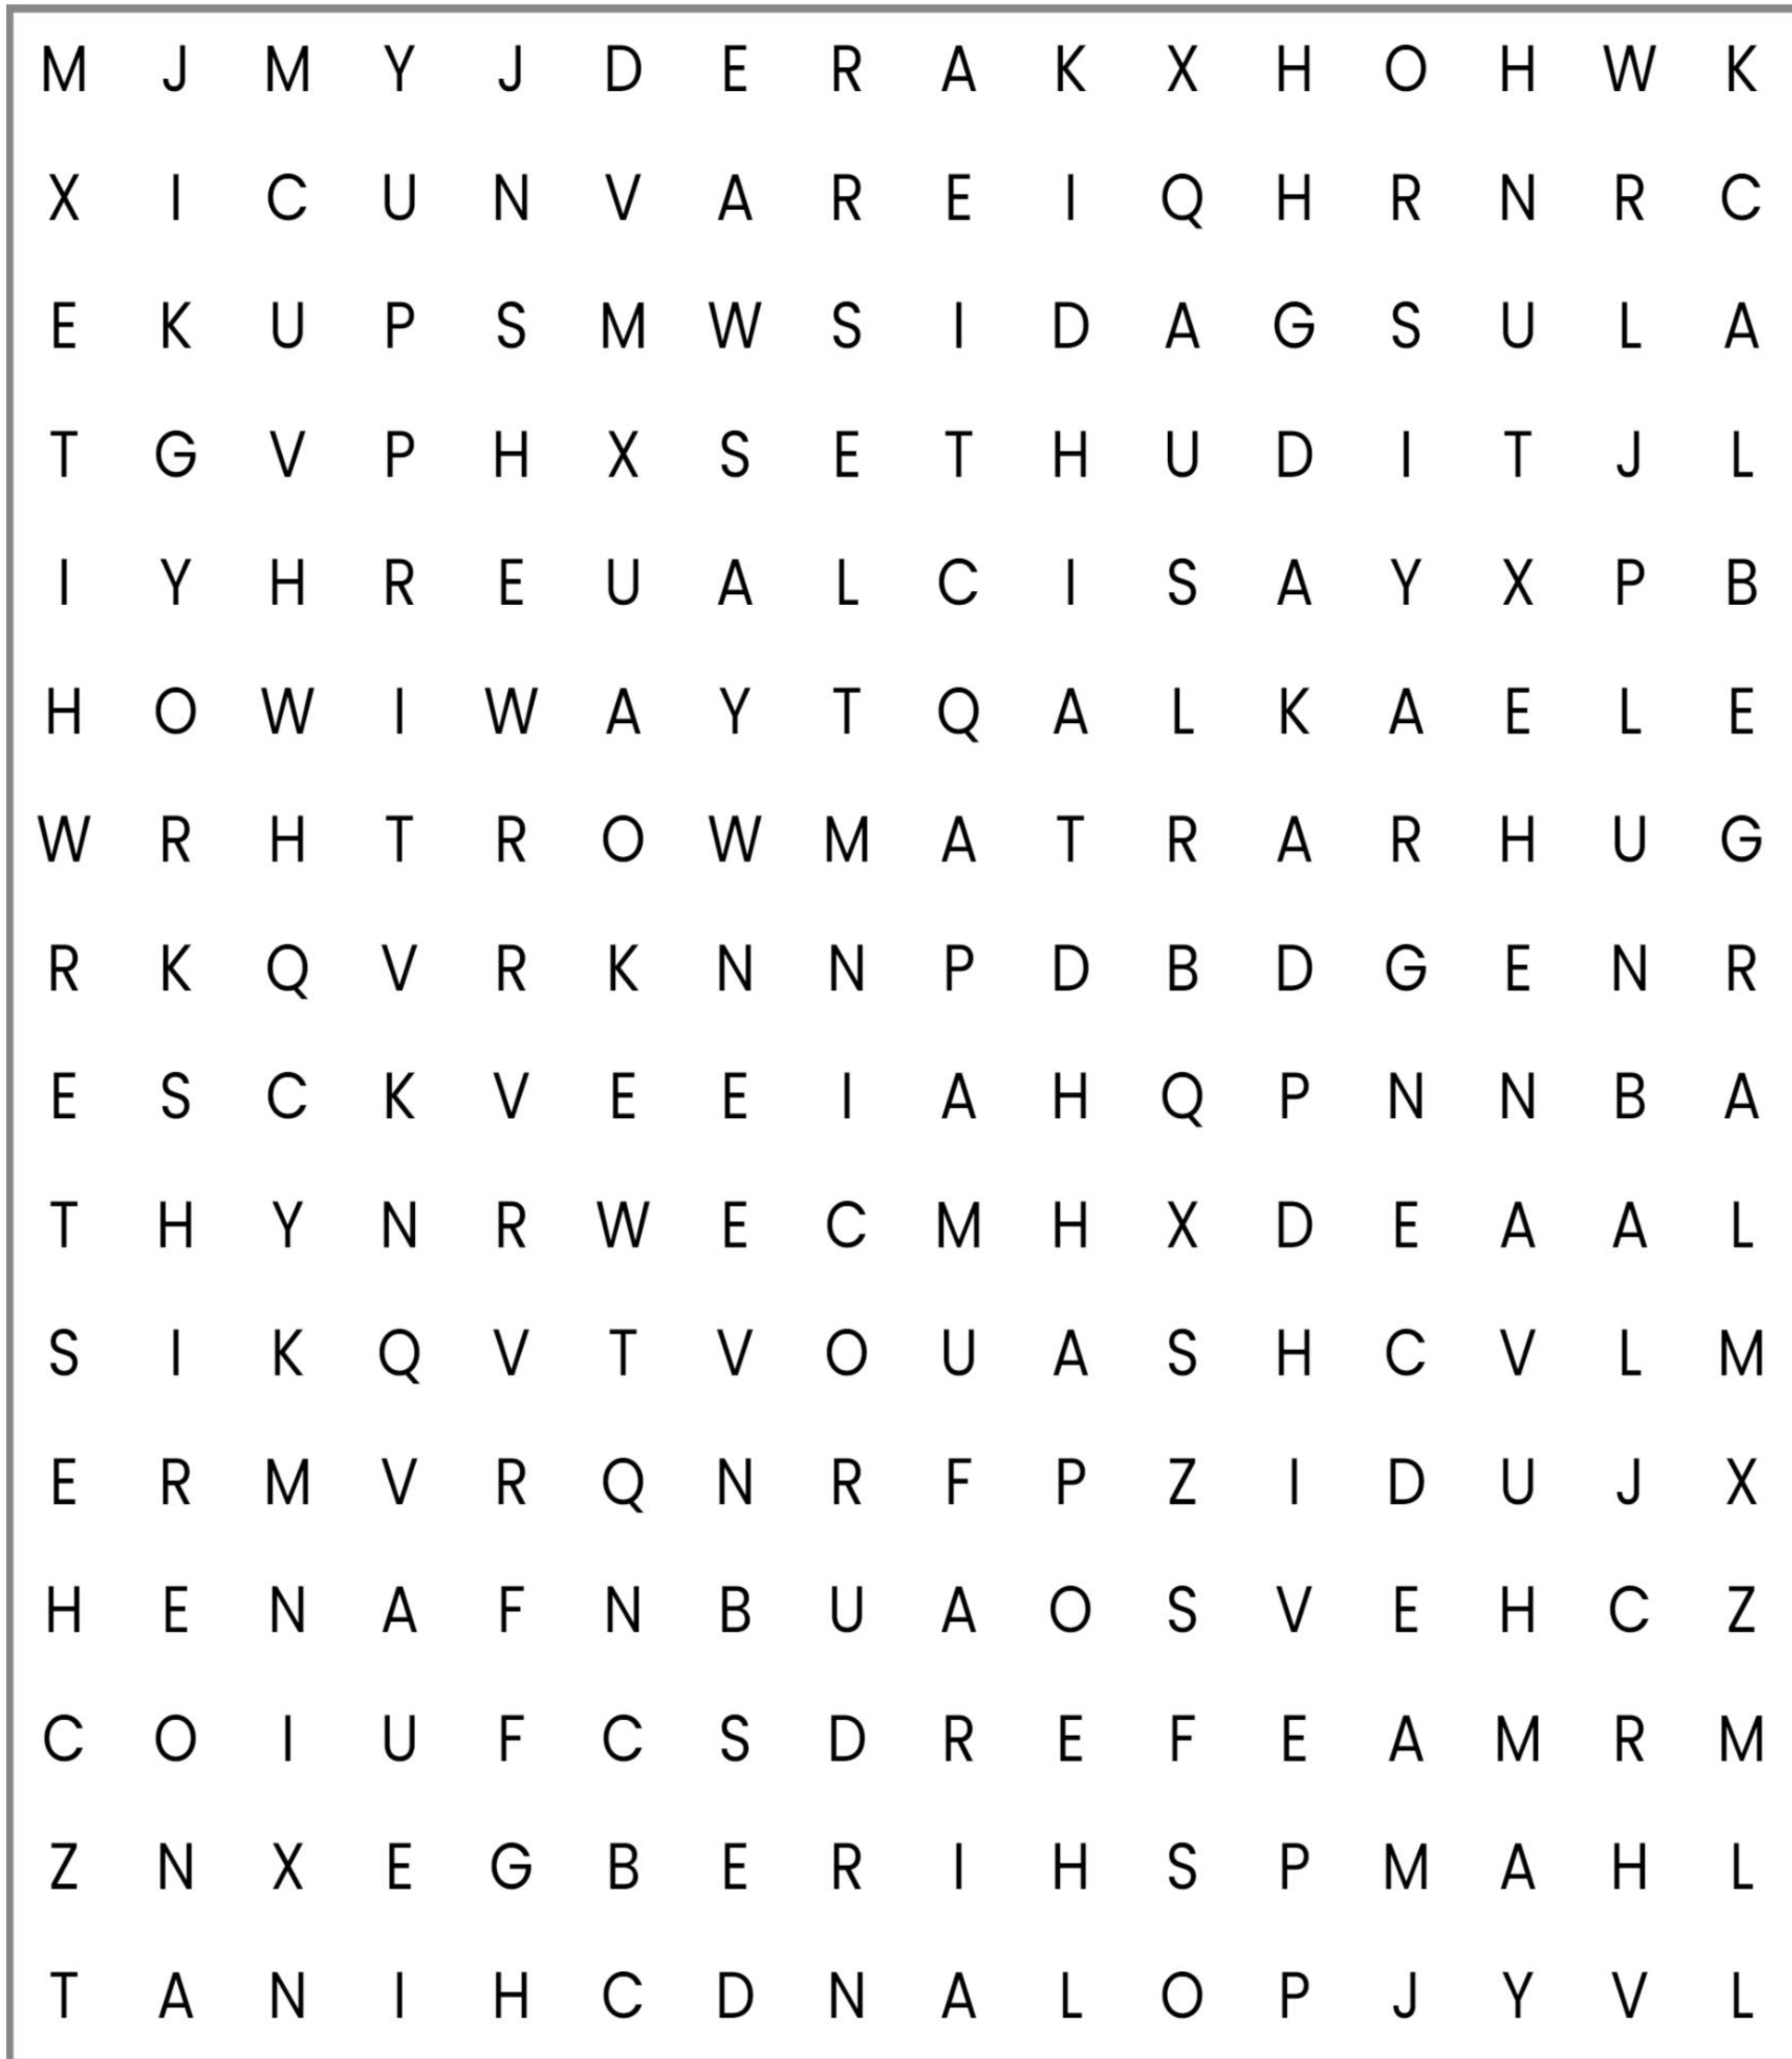 M J M Y J D E R A K X H O H W K
X I C U N V A R E I Q H R N R C
E K U P S M W S I D A G S U L A
T G V P H X S E T H U D I T J L
I Y H R E U A L C I S A Y X P B
H O W I W A Y T Q A L K A E L E
W R H T R O W M A T R A R H U G
R K Q V R K N N P D B D G E N R
E S C K V E E I A H Q P N N B A
T H Y N R W E C M H X D E A A L
S I K Q V T V O U A S H C V L M
E R M V R Q N R F P Z I D U J X
H E N A F N B U A O S V E H C Z
C O I U F C S D R E F E A M R M
Z N X E G B E R I H S P M A H L
T A N I H C D N A L O P J Y V L